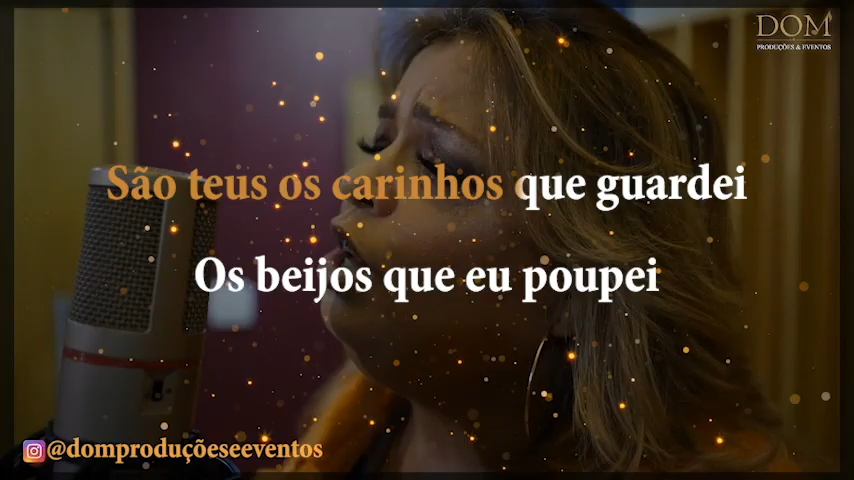 DOM
PRODUÇÕES & EVENTOS
São teus os carinhos que guardei
Os beijos que eu poupei
@domproduçõeseeventos